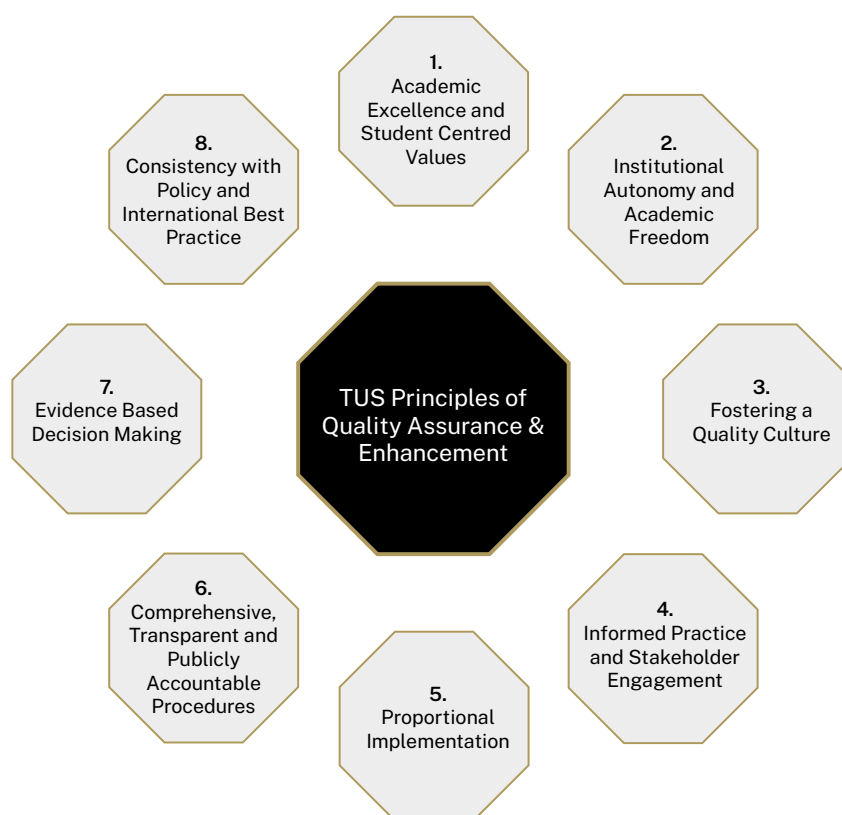 1.
Academic
Excellence and
Student Centred
Values
2.
Institutional
Autonomy and
Academic
Freedom
3.
Fostering a
Quality Culture
4.
Informed Practice
and Stakeholder
Engagement
5.
Proportional
Implementation
6.
Comprehensive,
Transparent and
Publicly
Accountable
Procedures
7.
Evidence Based
Decision Making
8.
Consistency with
Policy and
International Best
Practice
TUS Principles of
Quality Assurance &
Enhancement